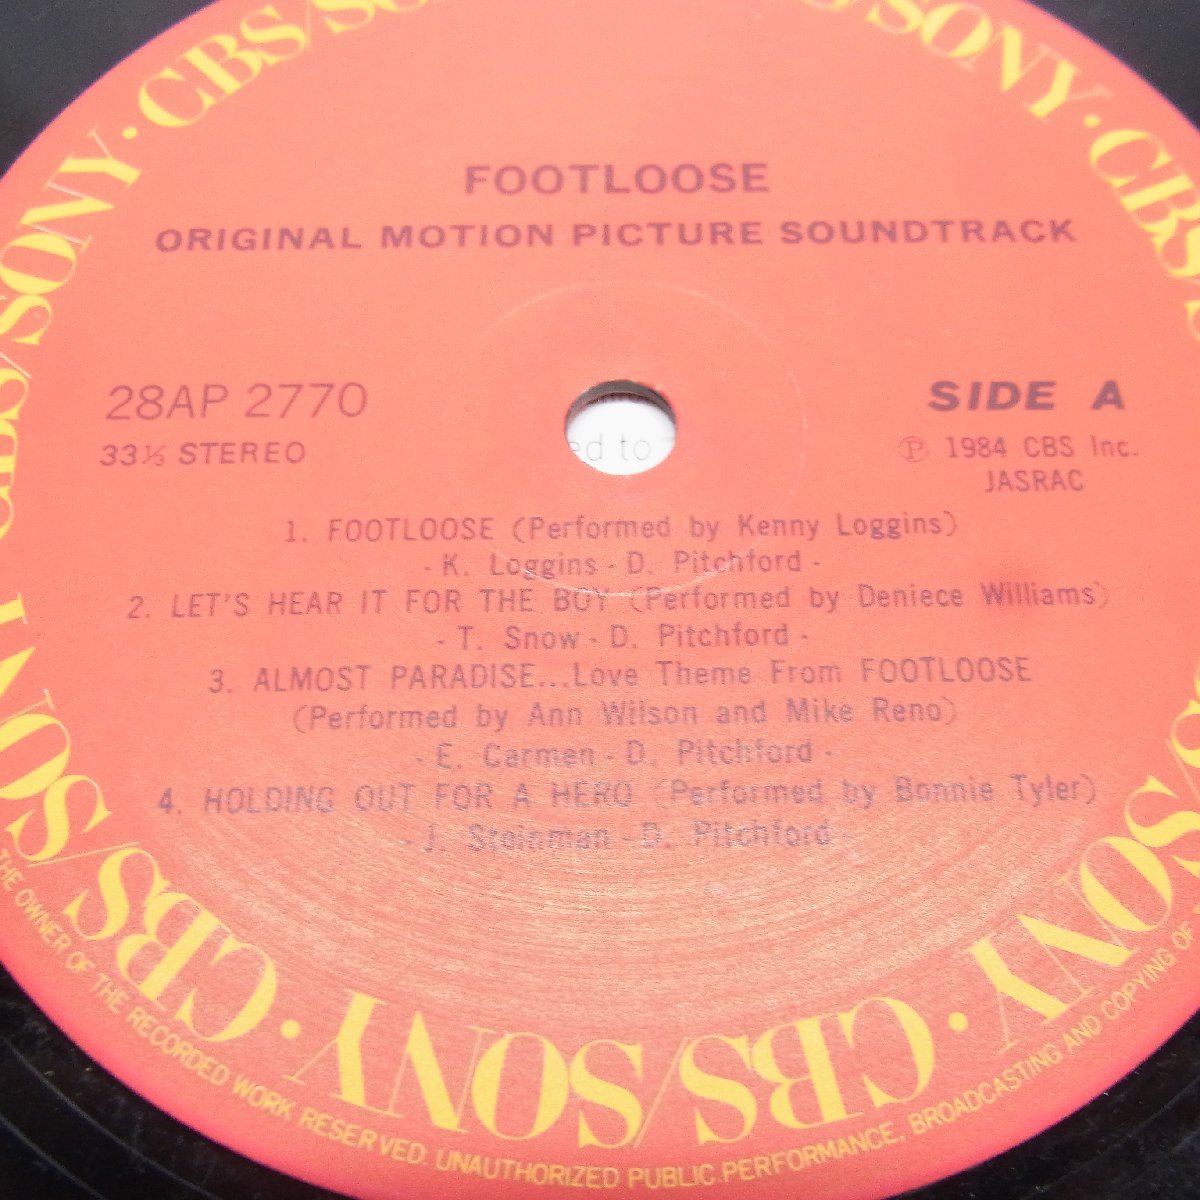 CBS/SONY · CBS/SONY · CBS/SONY · CBS/SONY
FOOTLOOSE
ORIGINAL MOTION PICTURE SOUNDTRACK
28AP 2770
33⅓ STEREO
SIDE A
Ⓟ 1984 CBS Inc.
JASRAC
ed to
1. FOOTLOOSE (Performed by Kenny Loggins)
- K. Loggins - D. Pitchford -
2. LET'S HEAR IT FOR THE BOY (Performed by Deniece Williams)
- T. Snow - D. Pitchford -
3. ALMOST PARADISE...Love Theme From FOOTLOOSE
(Performed by Ann Wilson and Mike Reno)
- E. Carmen - D. Pitchford -
4. HOLDING OUT FOR A HERO (Performed by Bonnie Tyler)
- J. Steinman - D. Pitchford -
THE OWNER OF THE RECORDED WORK RESERVED. UNAUTHORIZED PUBLIC PERFORMANCE, BROADCASTING AND COPYING OF